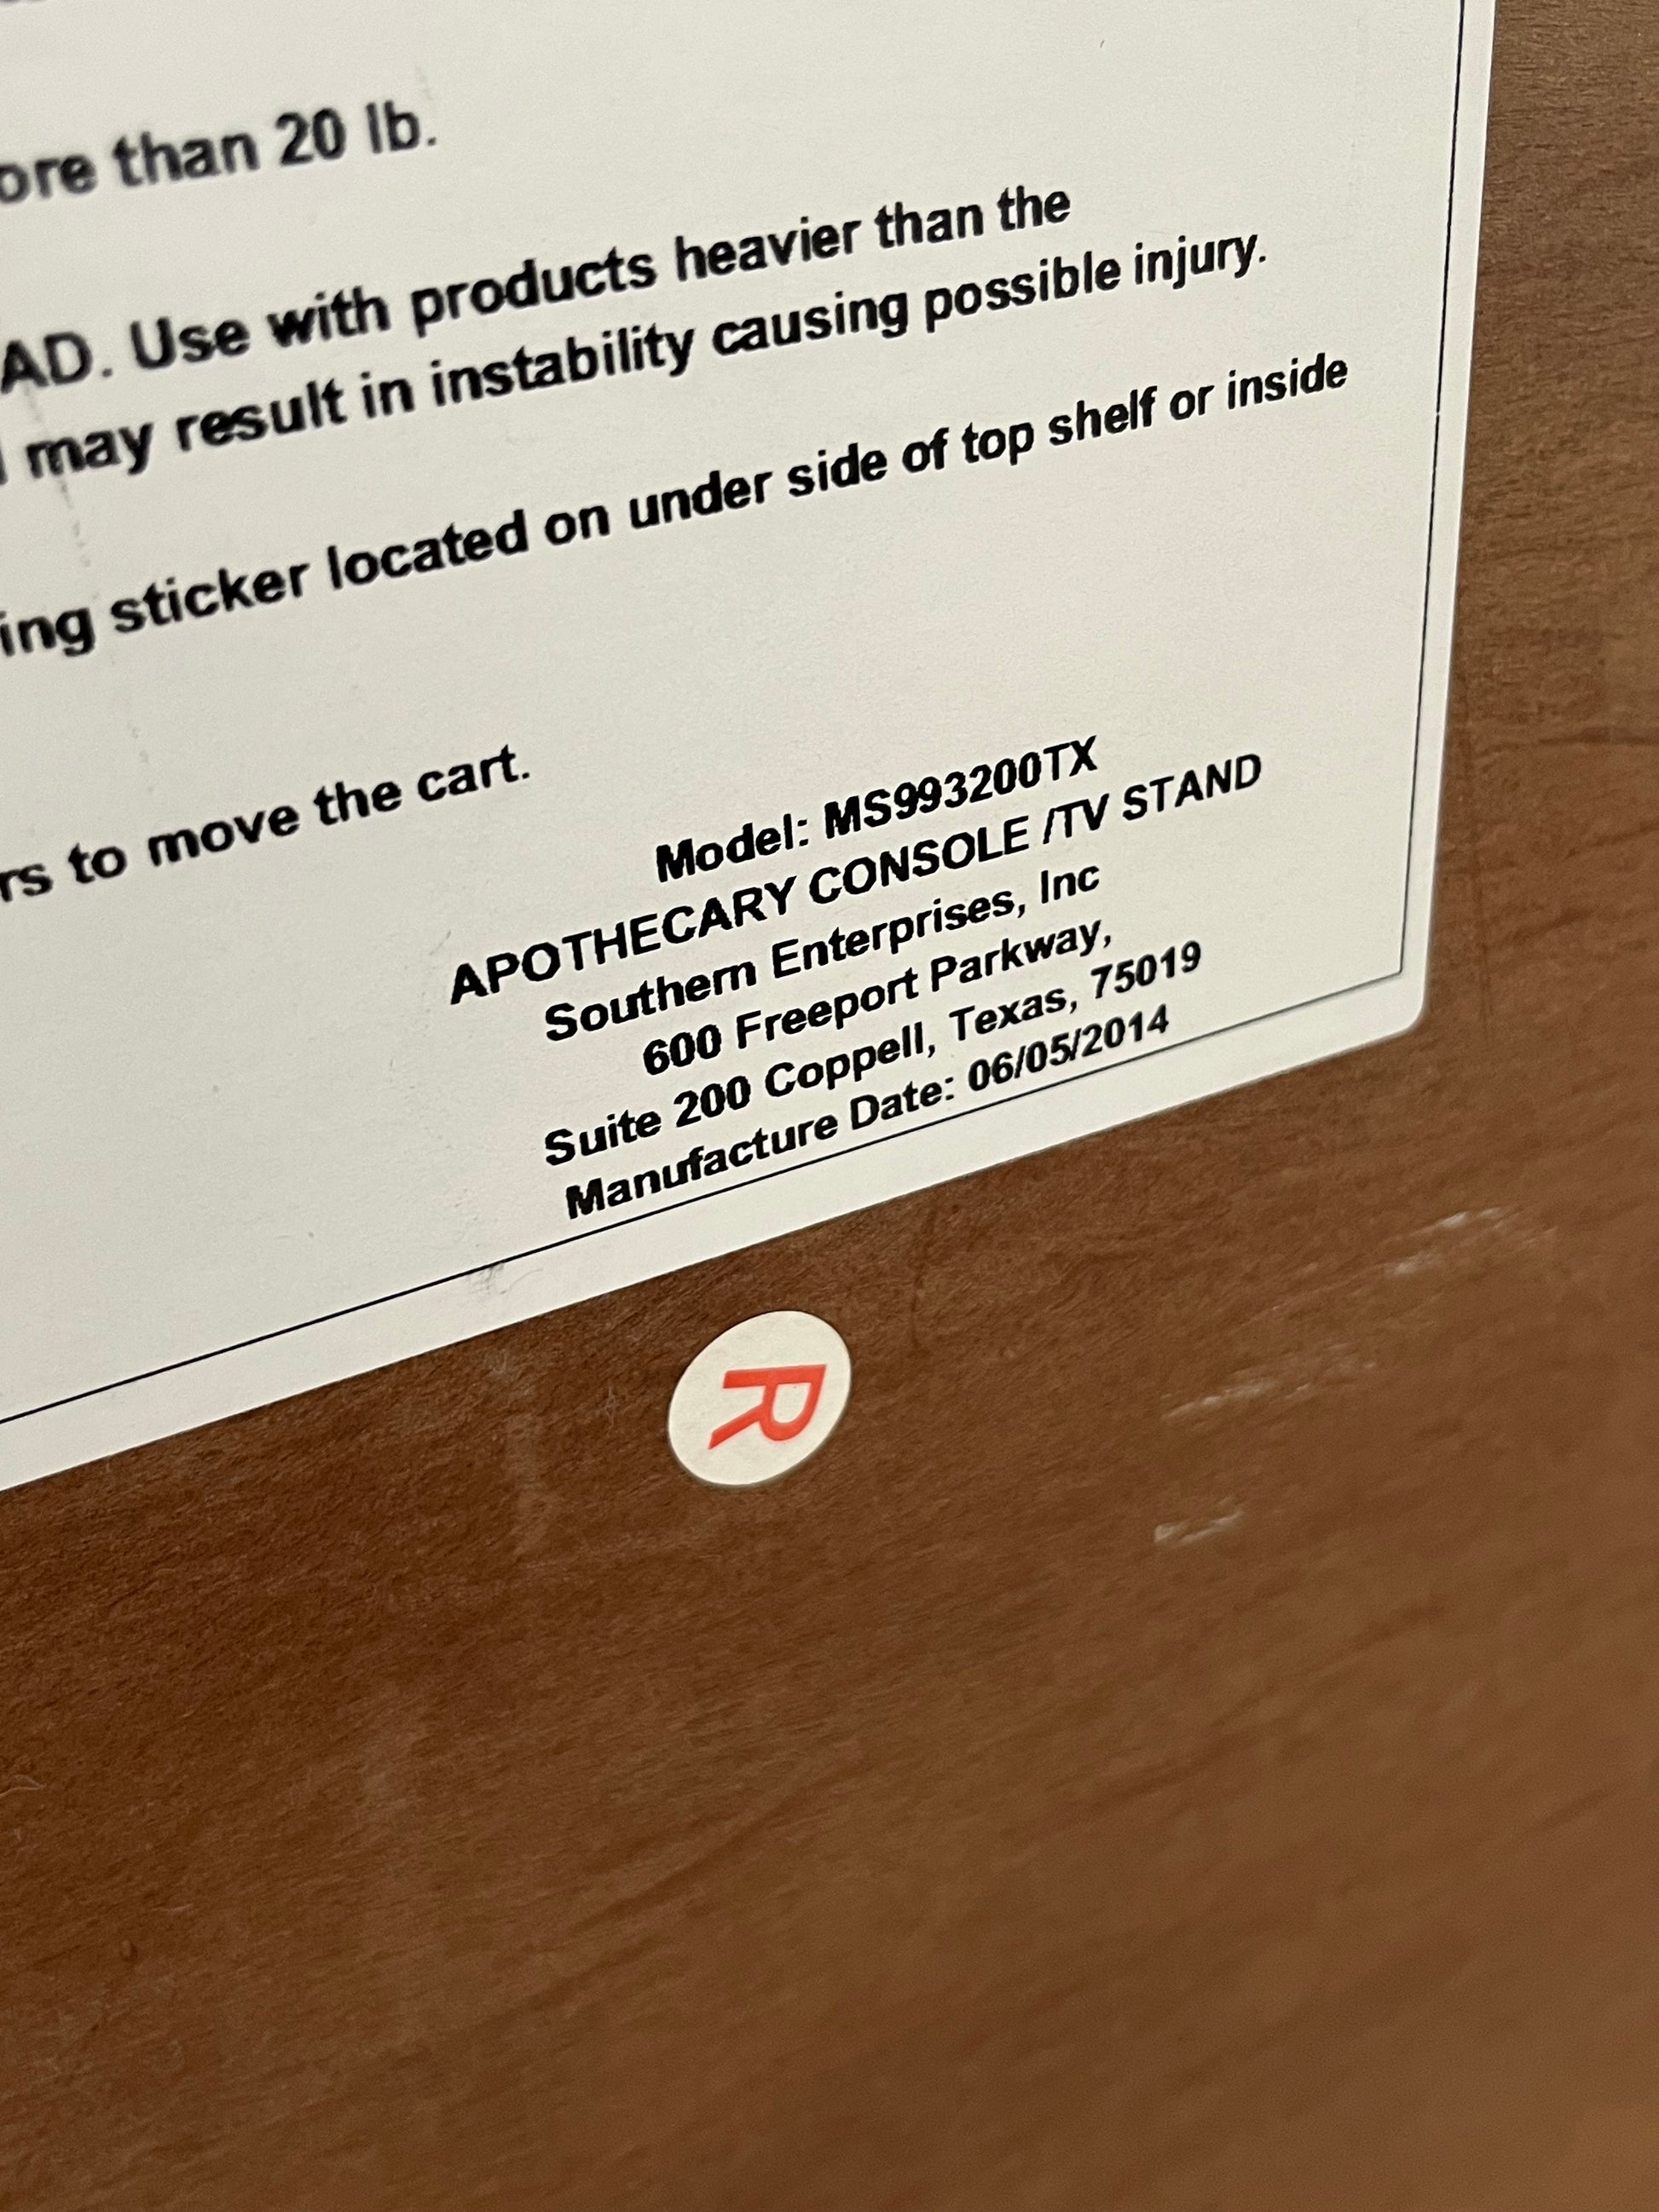 than 20 lb.
AD. Use with products heavier than the
may result in instability causing possible injury.
ing sticker located on under side of top shelf or inside
rs to move the cart.
Model: MS993200TX
APOTHECARY CONSOLE /TV STAND
Southern Enterprises, Inc
600 Freeport Parkway,
Suite 200 Coppell, Texas, 75019
Manufacture Date: 06/05/2014
R